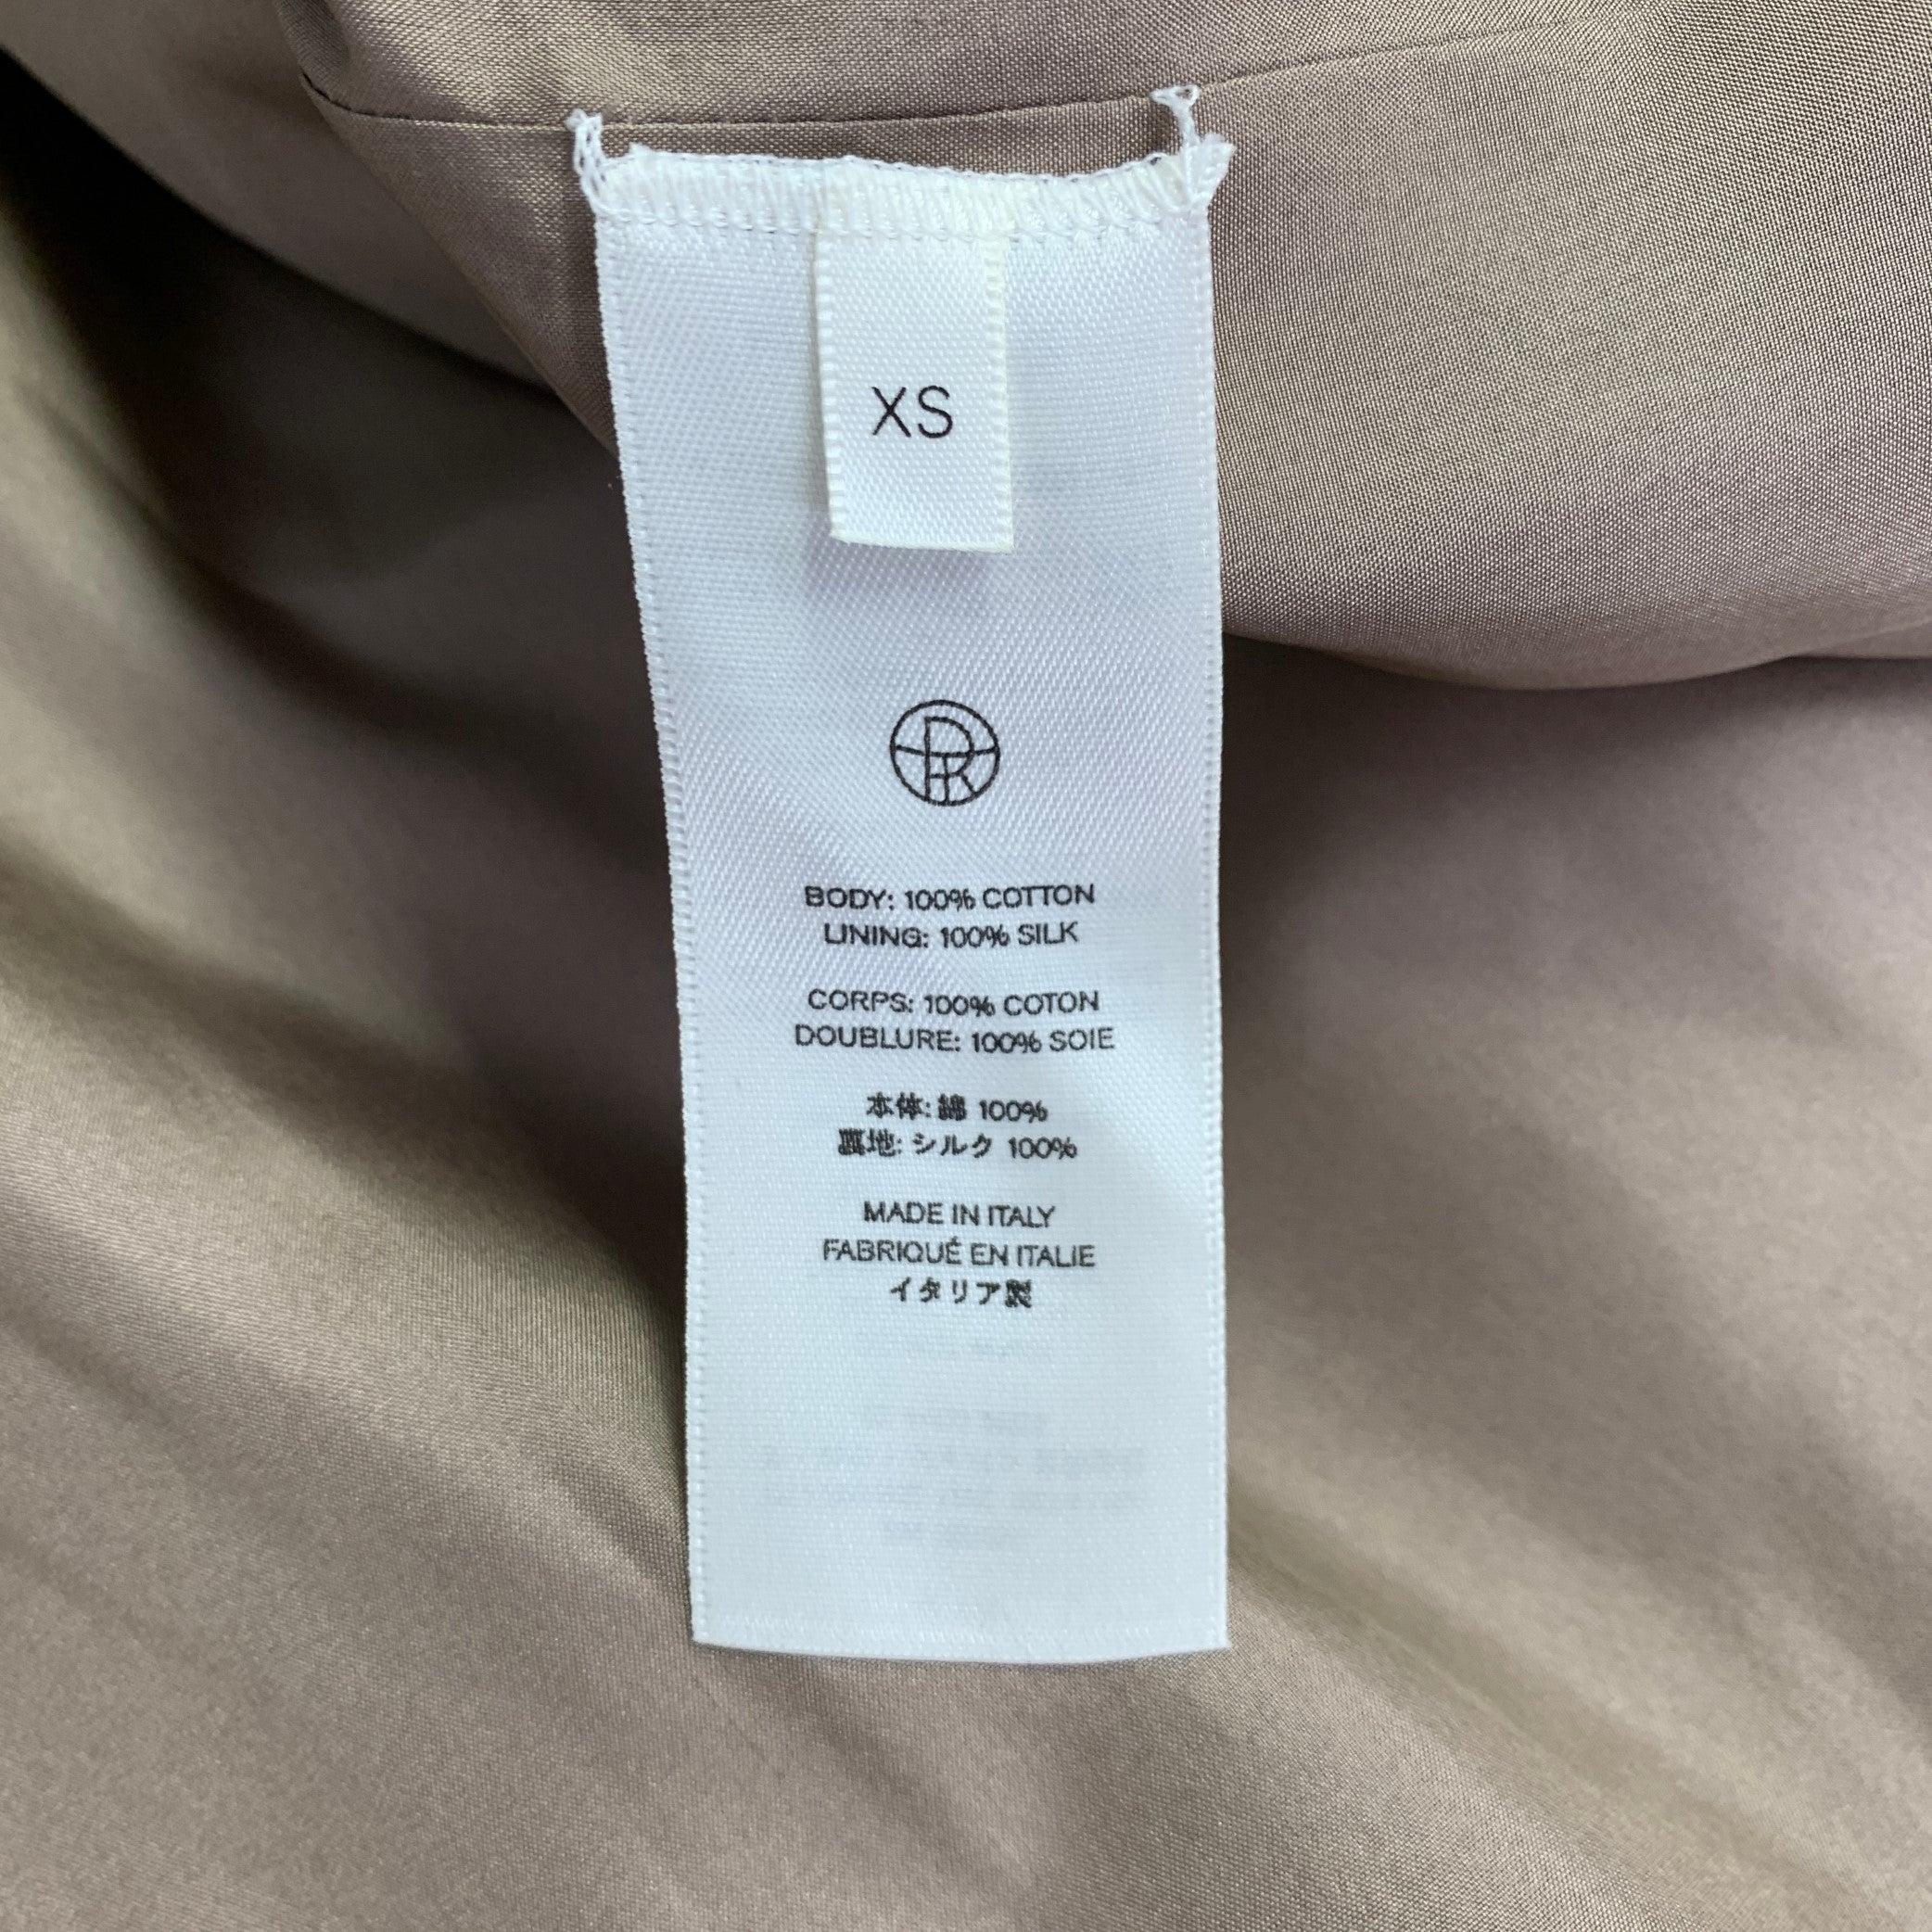 XS
BODY: 100% COTTON
LINING: 100% SILK
CORPS: 100% COTON
DOUBLURE: 100% SOIE
本体: 綿 100%
裏地: シルク 100%
MADE IN ITALY
FABRIQUÉ EN ITALIE
イタリア製